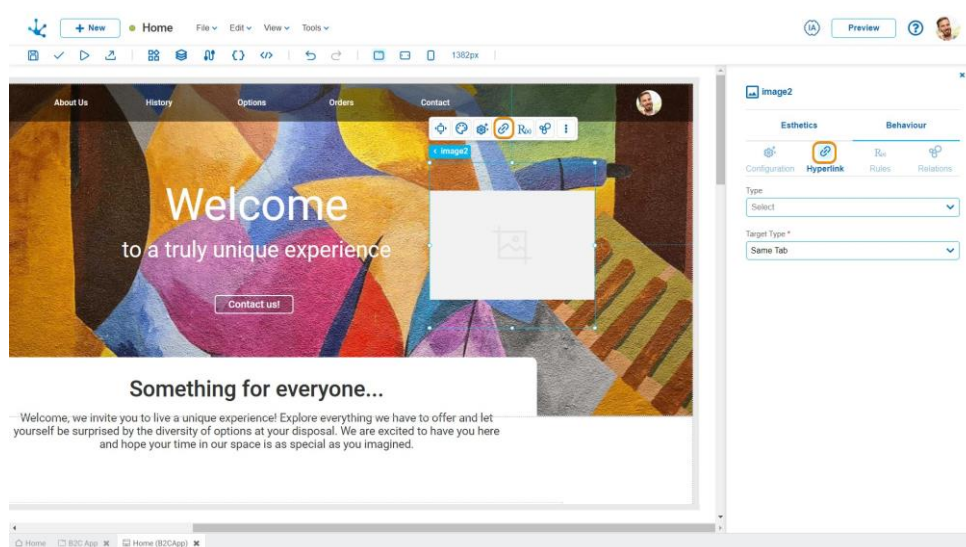 + New
Home
File
Edit
View
Tools
IA
Preview
?
1382px
About Us
History
Options
Orders
Contact
image2
Welcome
to a truly unique experience
Contact us!
Something for everyone...
Welcome, we invite you to live a unique experience! Explore everything we have to offer and let
yourself be surprised by the diversity of options at your disposal. We are excited to have you here
and hope your time in our space is as special as you imagined.
image2
Esthetics
Behaviour
Configuration
Hyperlink
Rules
Relations
Type
Select
Target Type *
Same Tab
Home
B2C App
Home (B2CApp)